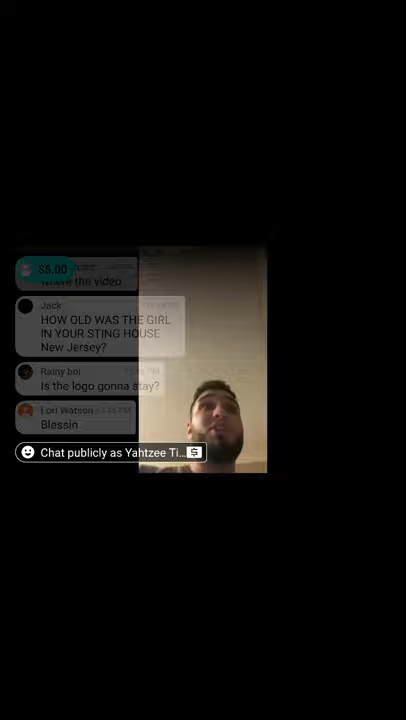 $5.00
where the video
Jack
HOW OLD WAS THE GIRL
IN YOUR STING HOUSE
New Jersey?
Rainy boi
Is the logo gonna stay?
Lori Watson
Blessin
Chat publicly as Yahtzee Ti...